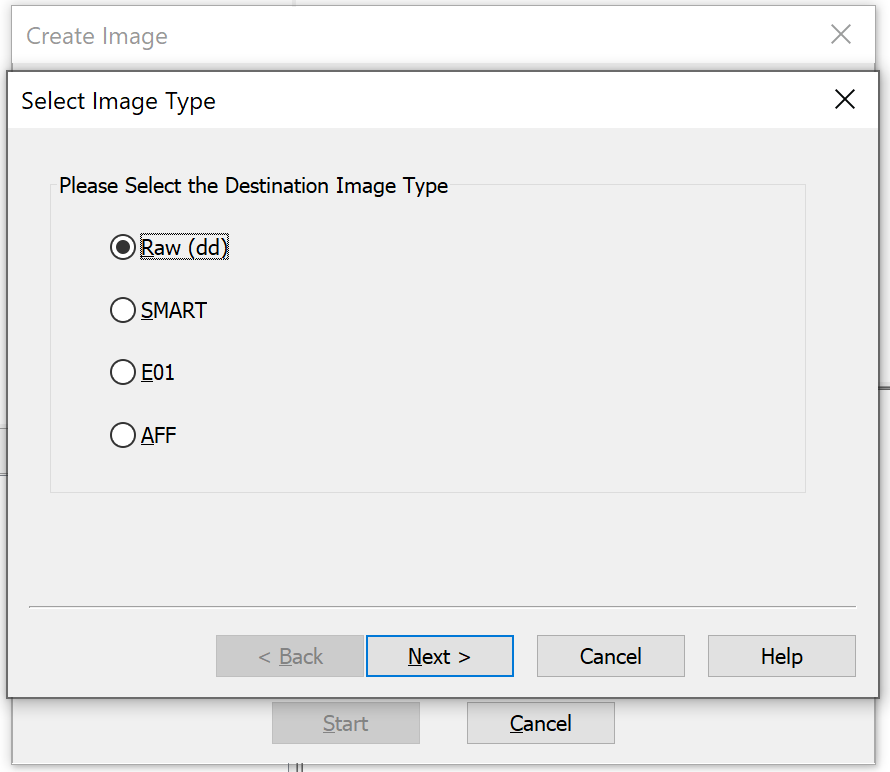 Create Image
Select Image Type
Please Select the Destination Image Type
Raw (dd)
SMART
E01
AFF
< Back Next > Cancel Help
Start Cancel